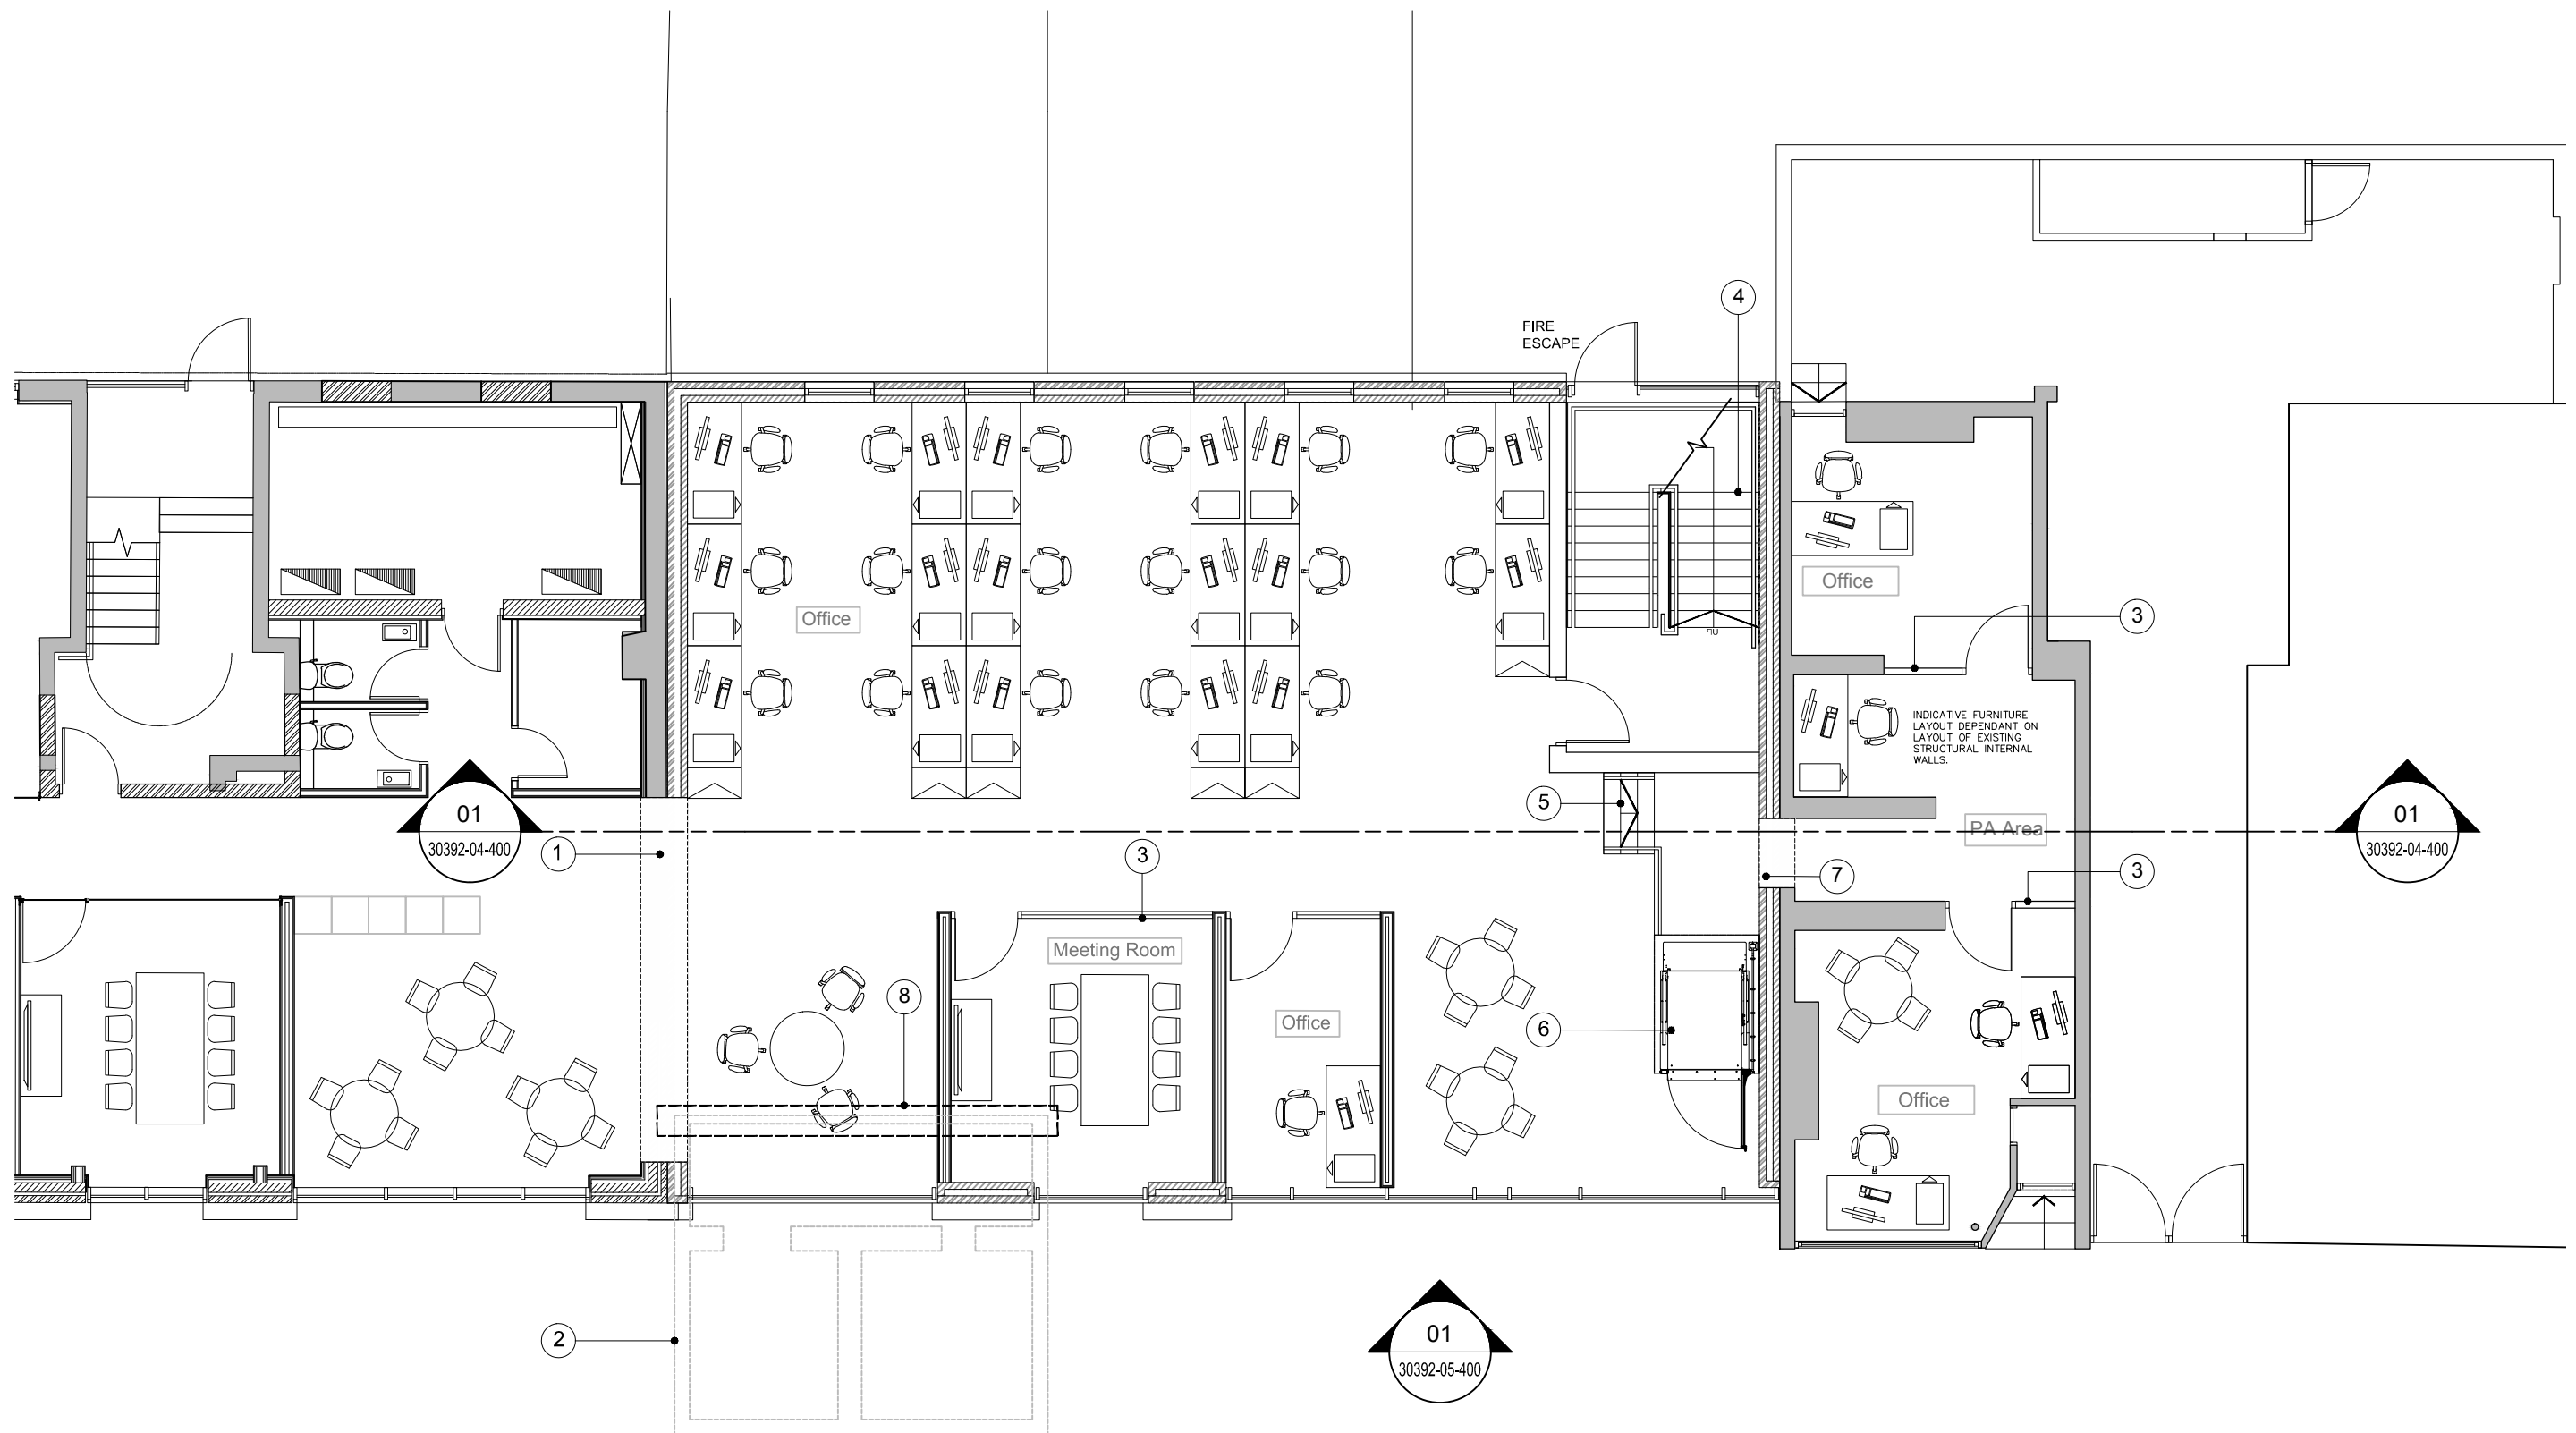 4
FIRE
ESCAPE
Office
3
Office
UP
INDICATIVE FURNITURE
LAYOUT DEPENDANT ON
LAYOUT OF EXISTING
STRUCTURAL INTERNAL
WALLS.
01
30392-04-400
1
3
5
PA Area
7
3
01
30392-04-400
Meeting Room
8
Office
6
Office
2
01
30392-05-400